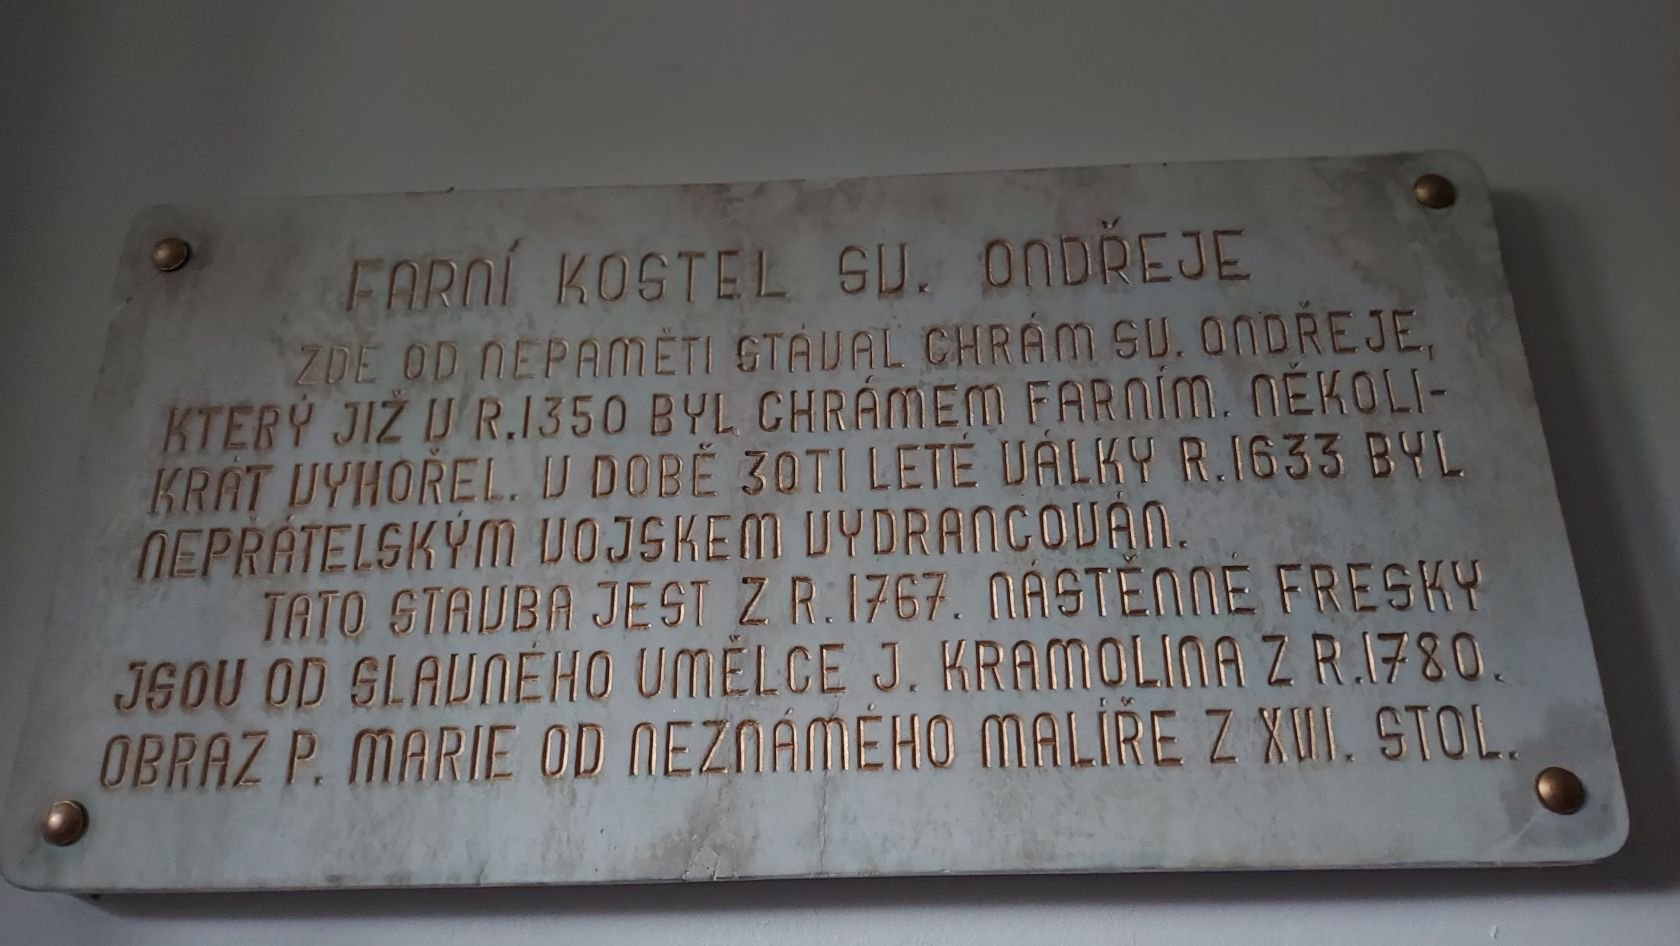 FARNÍ KOSTEL SV. ONDŘEJE
ZDE OD NEPAMĚTI STÁVAL CHRÁM SV. ONDŘEJE,
KTERÝ JIŽ V R.1350 BYL CHRÁMEM FARNÍM. NĚKOLI-
KRÁT VYHOŘEL. V DOBĚ 30TI LETÉ VÁLKY R.1633 BYL
NEPŘÁTELSKÝM VOJSKEM VYDRANCOVÁN.
TATO STAVBA JEST Z R.1767. NÁSTĚNNÉ FRESKY
JSOU OD SLAVNÉHO UMĚLCE J. KRAMOLINA Z R.1780.
OBRAZ P. MARIE OD NEZNÁMÉHO MALÍŘE Z XVII. STOL.